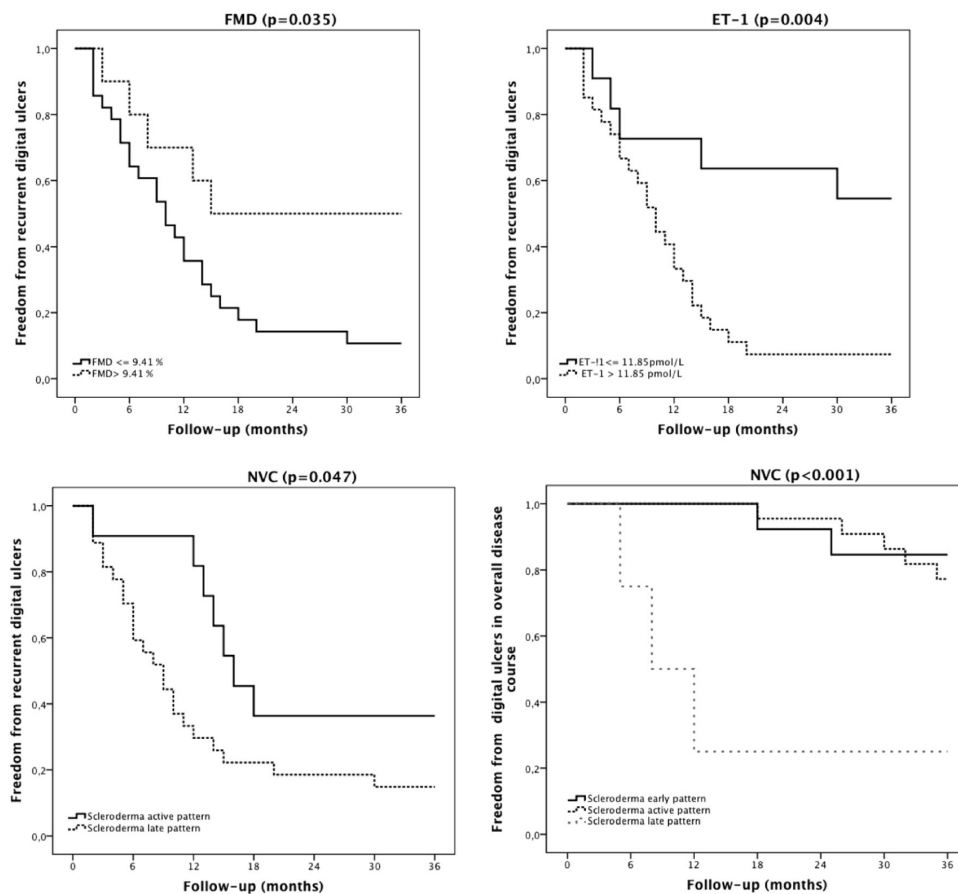 FMD (p=0.035)
Freedom from recurrent digital ulcers
1,0
0,8
0,6
0,4
0,2
0,0
FMD <= 9.41 %
FMD> 9.41 %
0 6 12 18 24 30 36
Follow-up (months)
ET-1 (p=0.004)
Freedom from recurrent digital ulcers
1,0
0,8
0,6
0,4
0,2
0,0
ET-!1<= 11.85pmol/L
ET-1 > 11.85 pmol/L
0 6 12 18 24 30 36
Follow-up (months)
NVC (p=0.047)
Freedom from recurrent digital ulcers
1,0
0,8
0,6
0,4
0,2
0,0
Scleroderma active pattern
Scleroderma late pattern
0 6 12 18 24 30 36
Follow-up (months)
NVC (p<0.001)
Freedom from digital ulcers in overall disease
course
1,0
0,8
0,6
0,4
0,2
0,0
Scleroderma early pattern
Scleroderma active pattern
Scleroderma late pattern
0 6 12 18 24 30 36
Follow-up (months)